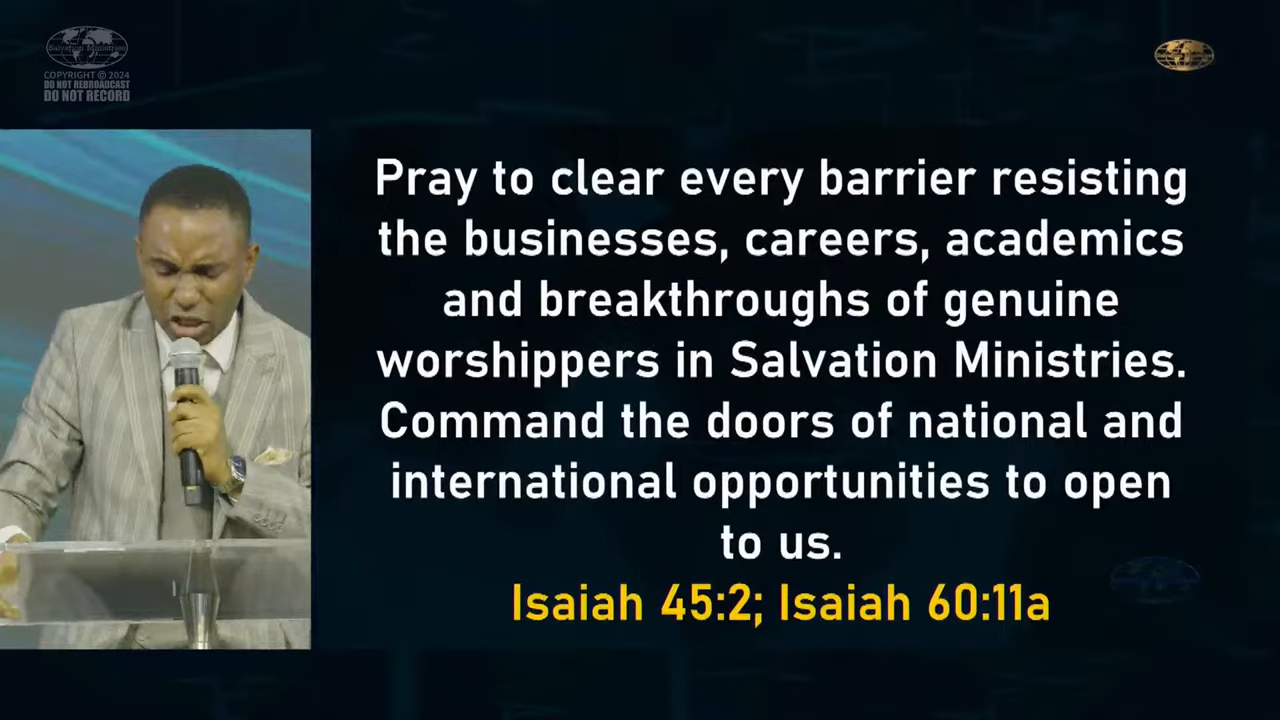 Salvation Ministries
COPYRIGHT © 2024
DO NOT REBROADCAST
DO NOT RECORD
Pray to clear every barrier resisting
the businesses, careers, academics
and breakthroughs of genuine
worshippers in Salvation Ministries.
Command the doors of national and
international opportunities to open
to us.
Isaiah 45:2; Isaiah 60:11a